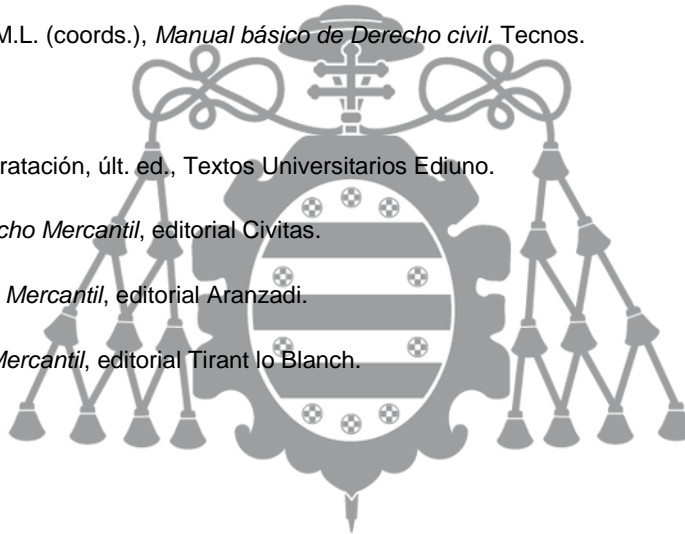 M.L. (coords.), Manual básico de Derecho civil. Tecnos.
ratación, últ. ed., Textos Universitarios Ediuno.
cho Mercantil, editorial Civitas.
Mercantil, editorial Aranzadi.
Mercantil, editorial Tirant lo Blanch.